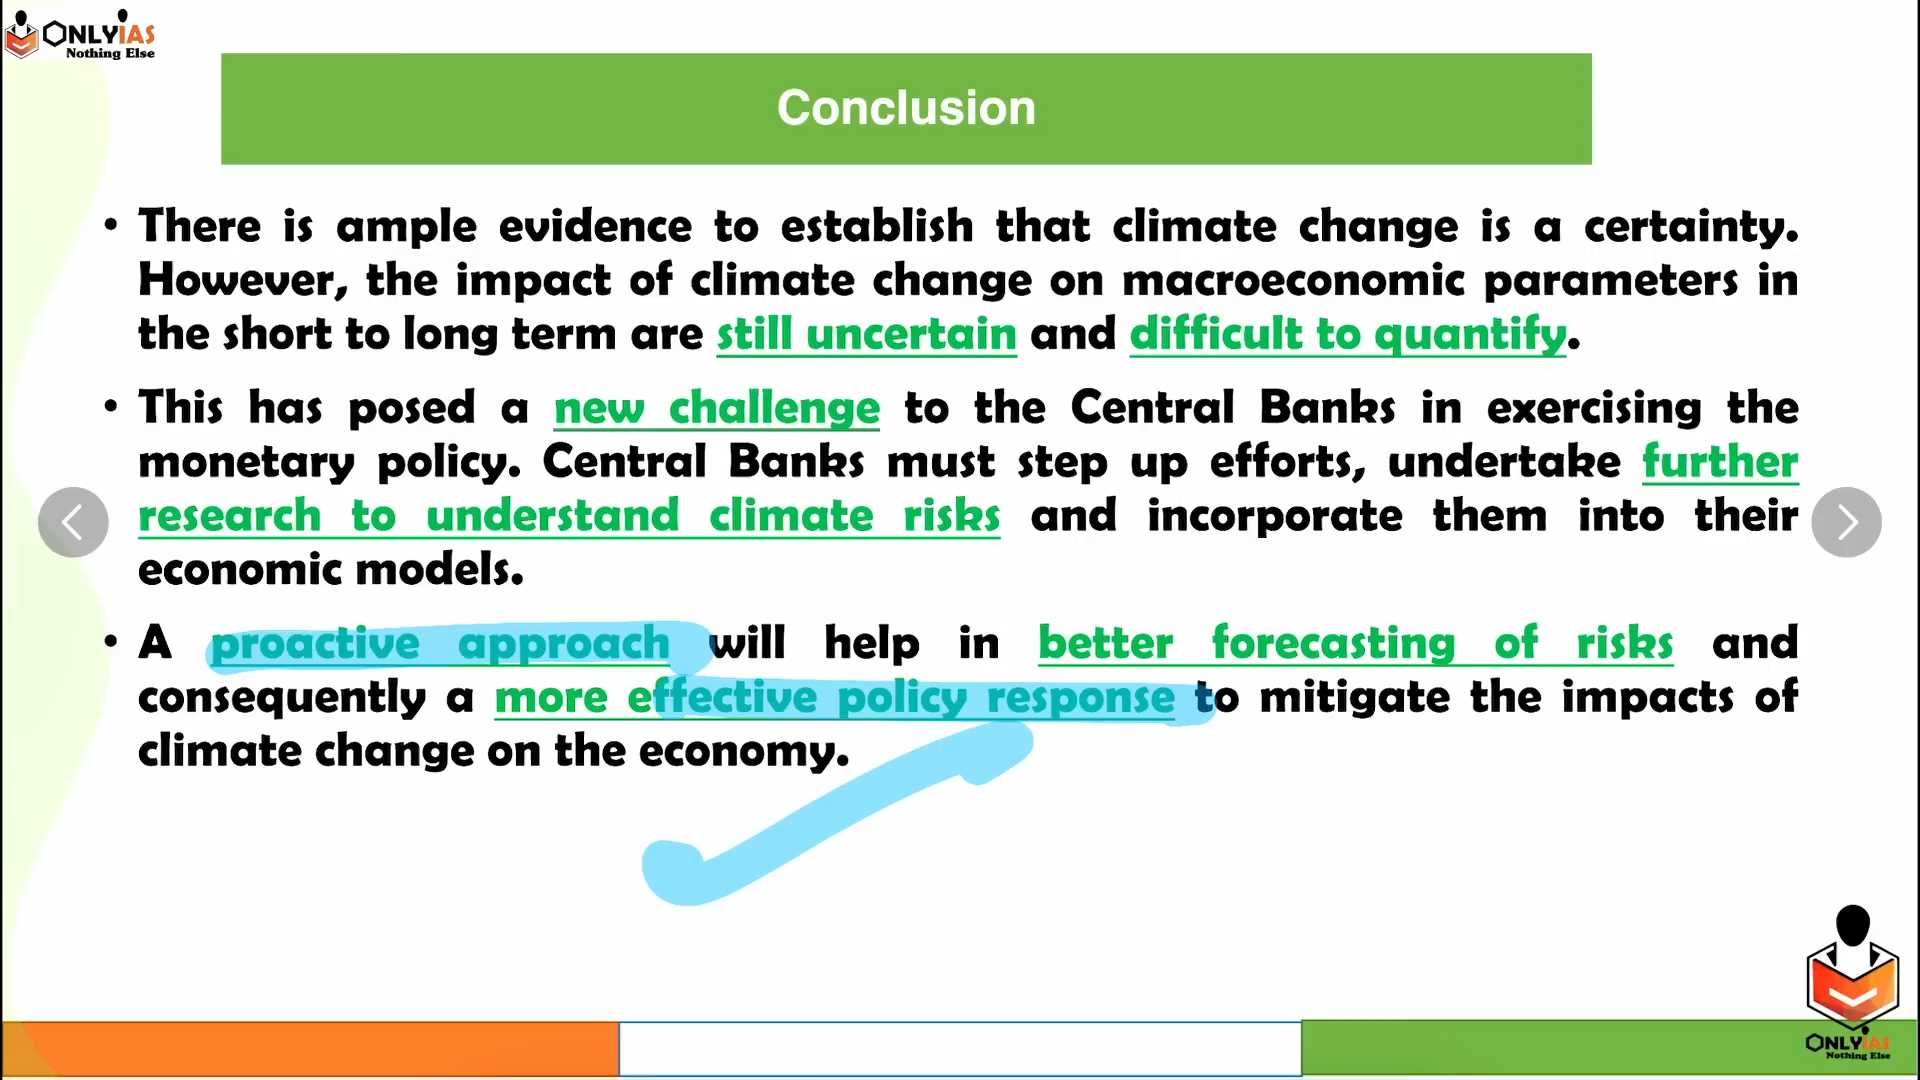 ONLYIAS
Nothing Else
Conclusion
• There is ample evidence to establish that climate change is a certainty.
However, the impact of climate change on macroeconomic parameters in
the short to long term are still uncertain and difficult to quantify.
• This has posed a new challenge to the Central Banks in exercising the
monetary policy. Central Banks must step up efforts, undertake further
research to understand climate risks and incorporate them into their
economic models.
• A proactive approach will help in better forecasting of risks and
consequently a more effective policy response to mitigate the impacts of
climate change on the economy.
ONLYIAS
Nothing Else